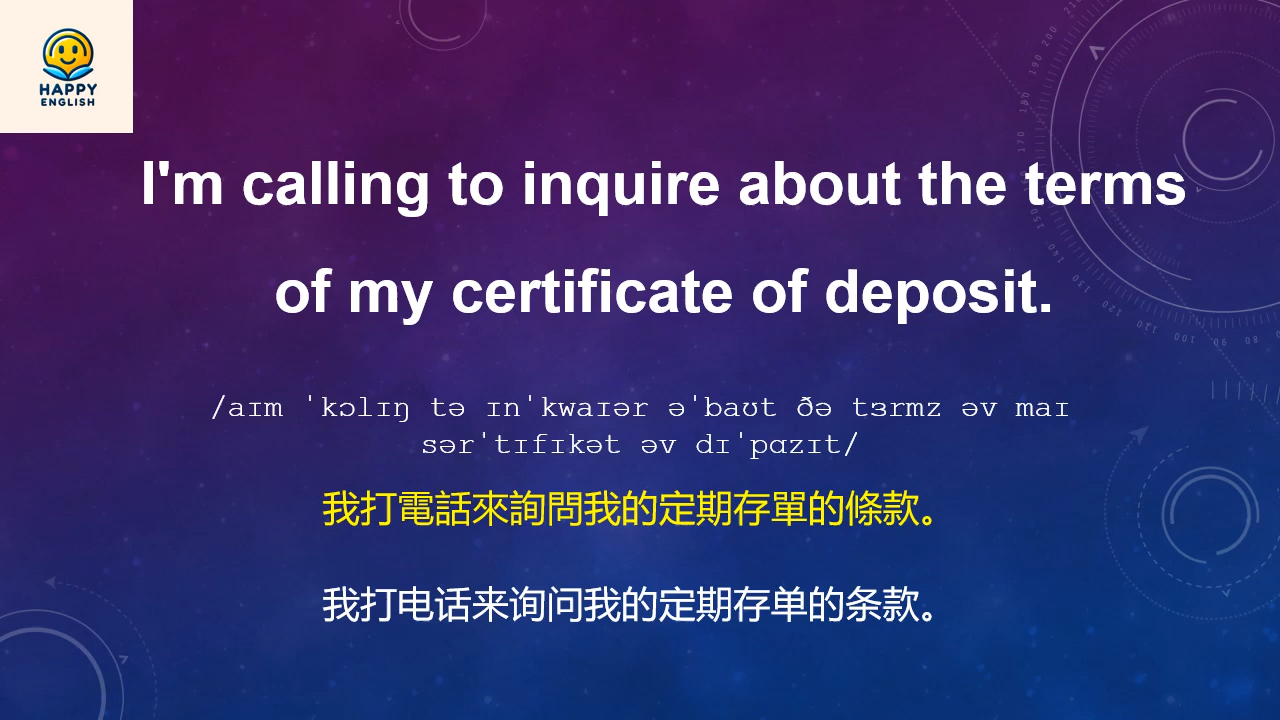 HAPPY
ENGLISH
I'm calling to inquire about the terms
of my certificate of deposit.
/aɪm ˈkɔlɪŋ tə ɪnˈkwaɪər əˈbaʊt ðə tɜrmz əv maɪ
sərˈtɪfɪkət əv dɪˈpɑzɪt/
我打電話來詢問我的定期存單的條款。
我打电话来询问我的定期存单的条款。